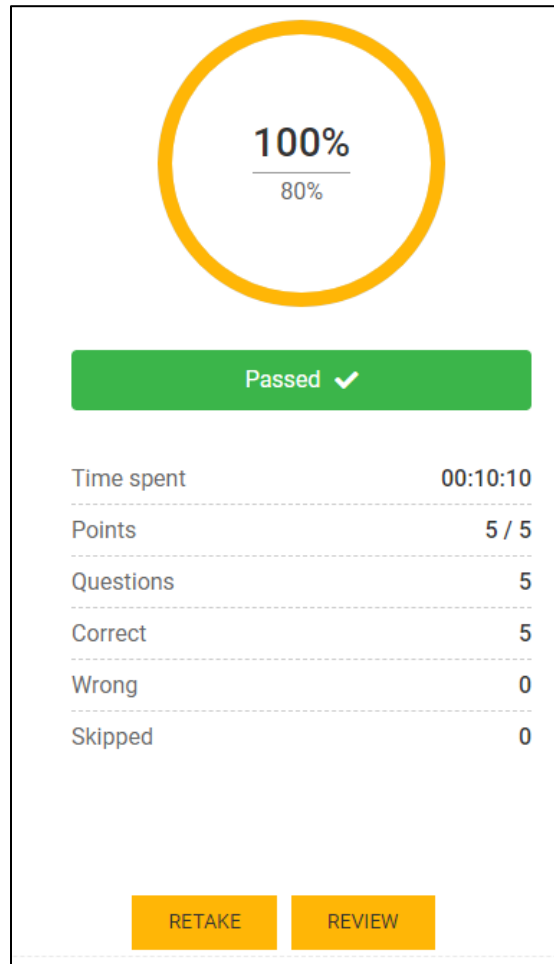 100%
80%
Passed
Time spent 00:10:10
Points 5 / 5
Questions 5
Correct 5
Wrong 0
Skipped 0
RETAKE REVIEW